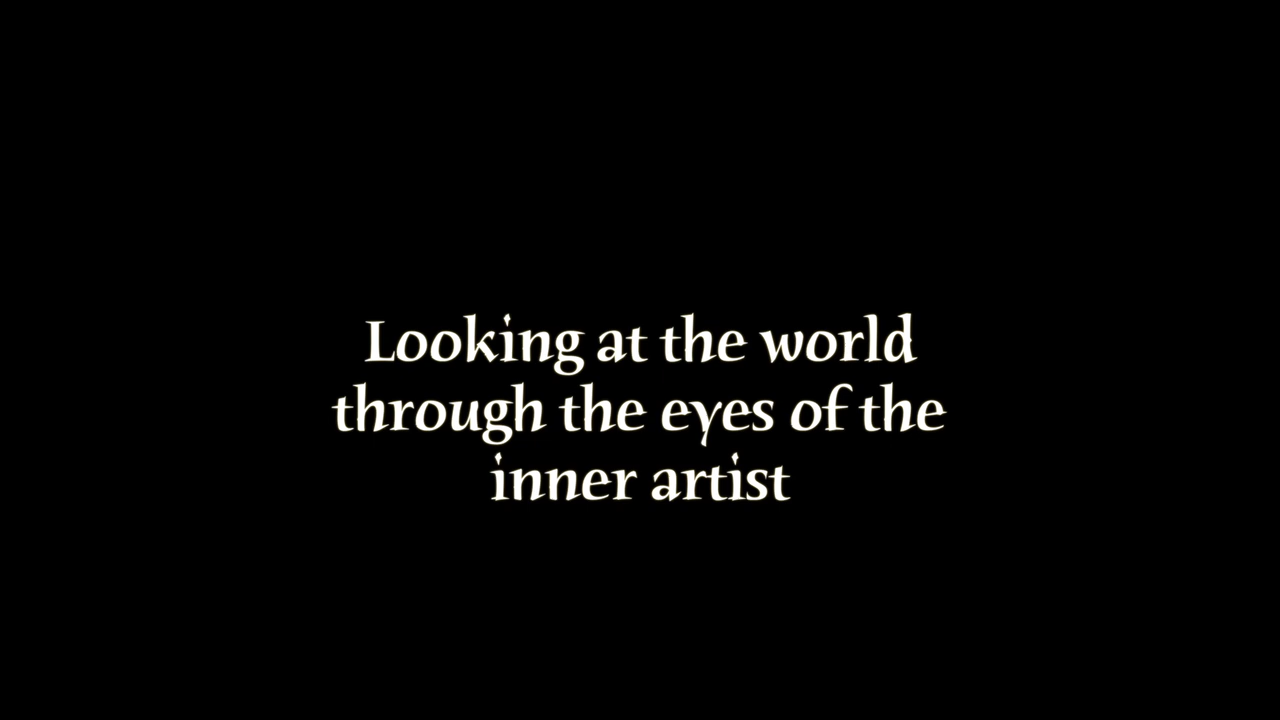 Looking at the world
through the eyes of the
inner artist